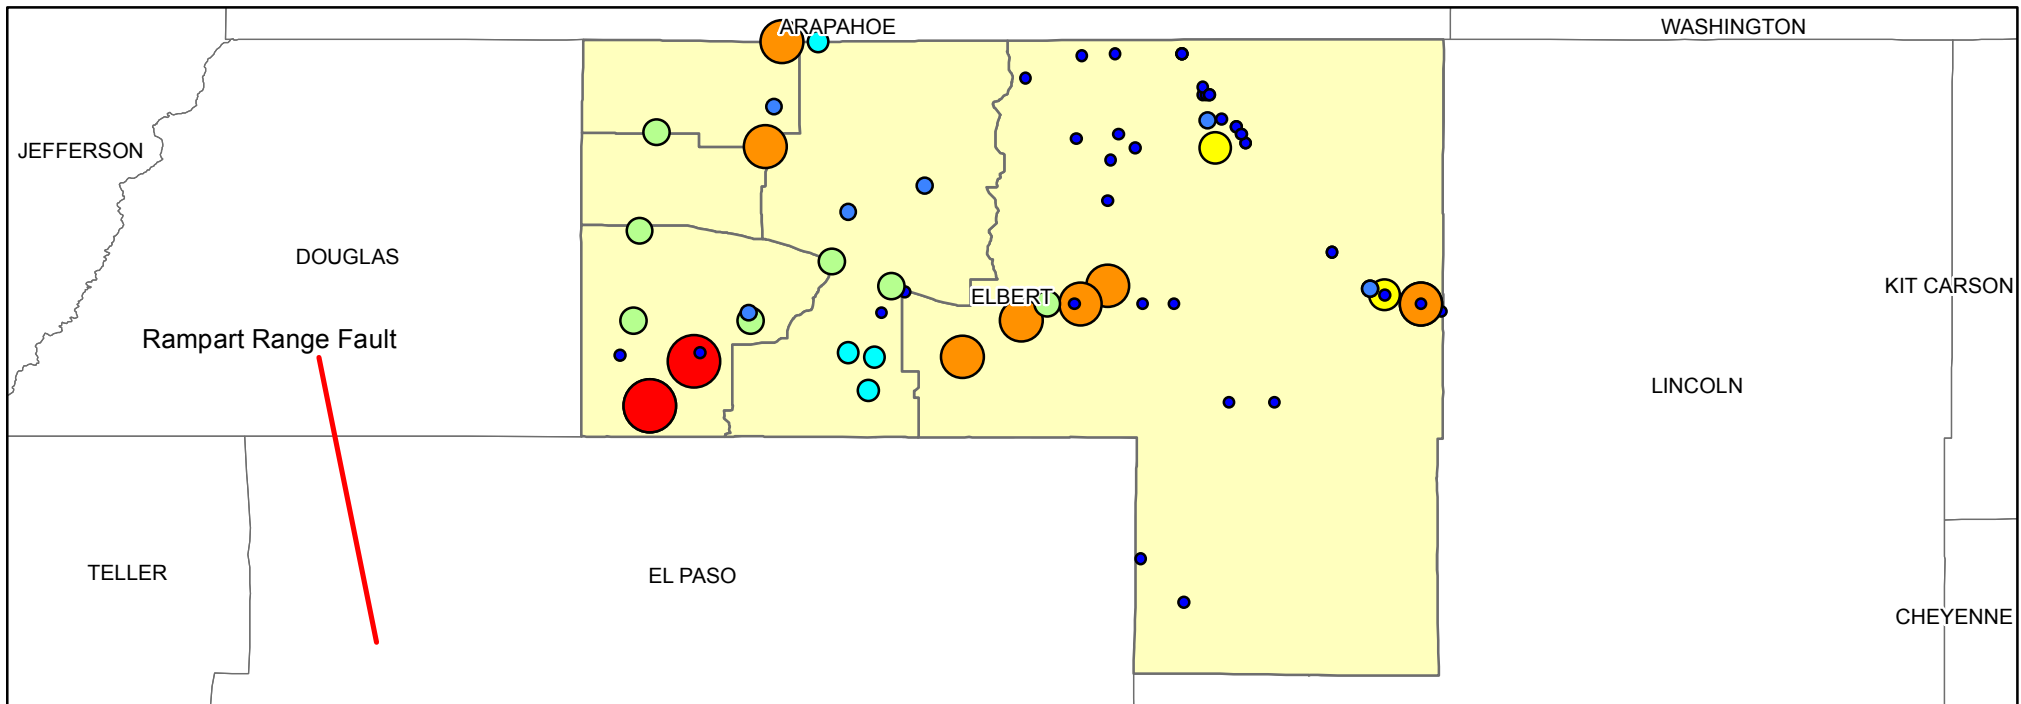 ARAPAHOE
WASHINGTON
JEFFERSON
DOUGLAS
KIT CARSON
ELBERT
Rampart Range Fault
LINCOLN
TELLER
EL PASO
CHEYENNE